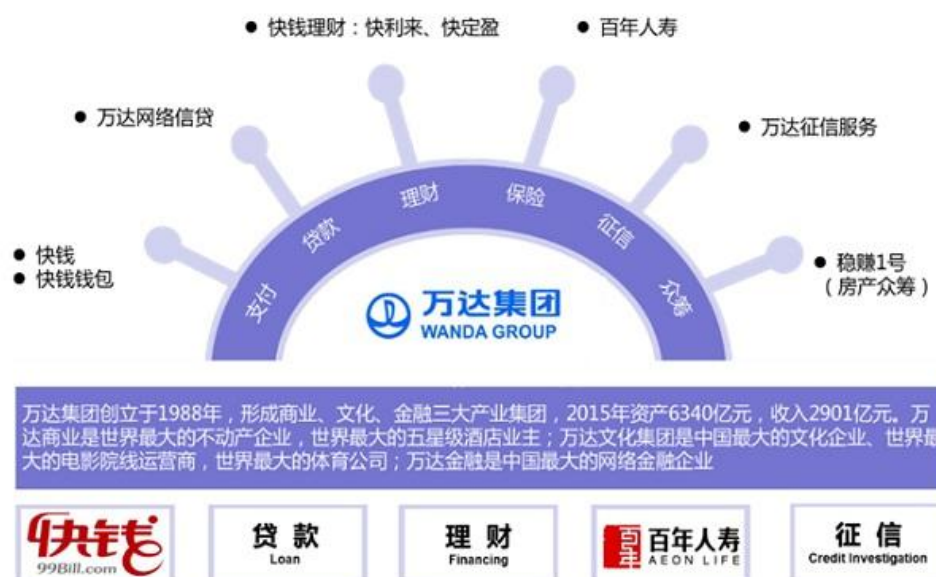 ● 快钱理财：快利来、快定盈
● 百年人寿
● 万达网络信贷
● 万达征信服务
● 快钱
● 快钱钱包
● 稳赚1号
（房产众筹）
支付
贷款
理财
保险
征信
众筹
万达集团
WANDA GROUP
万达集团创立于1988年，形成商业、文化、金融三大产业集团，2015年资产6340亿元，收入2901亿元。万
达商业是世界最大的不动产企业，世界最大的五星级酒店业主；万达文化集团是中国最大的文化企业、世界最
大的电影院线运营商，世界最大的体育公司；万达金融是中国最大的网络金融企业
快钱
99Bill.com
贷 款
Loan
理 财
Financing
百年
百年人寿
AEON LIFE
征 信
Credit Investigation